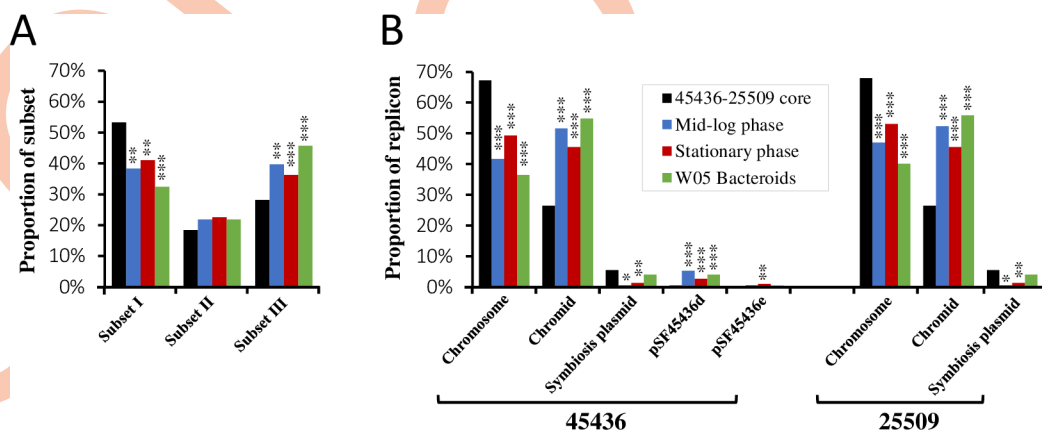 A
B
Proportion of subset
70%
60%
50%
40%
30%
20%
10%
0%
**
**
***
**
***
***
Subset I
Subset II
Subset III
Proportion of replicon
70%
60%
50%
40%
30%
20%
10%
0%
45436-25509 core
Mid-log phase
Stationary phase
W05 Bacteroids
***
***
***
***
***
***
*
**
***
***
***
**
***
***
***
***
***
***
*
**
Chromosome
Chromid
Symbiosis plasmid
pSF45436d
pSF45436e
Chromosome
Chromid
Symbiosis plasmid
45436
25509